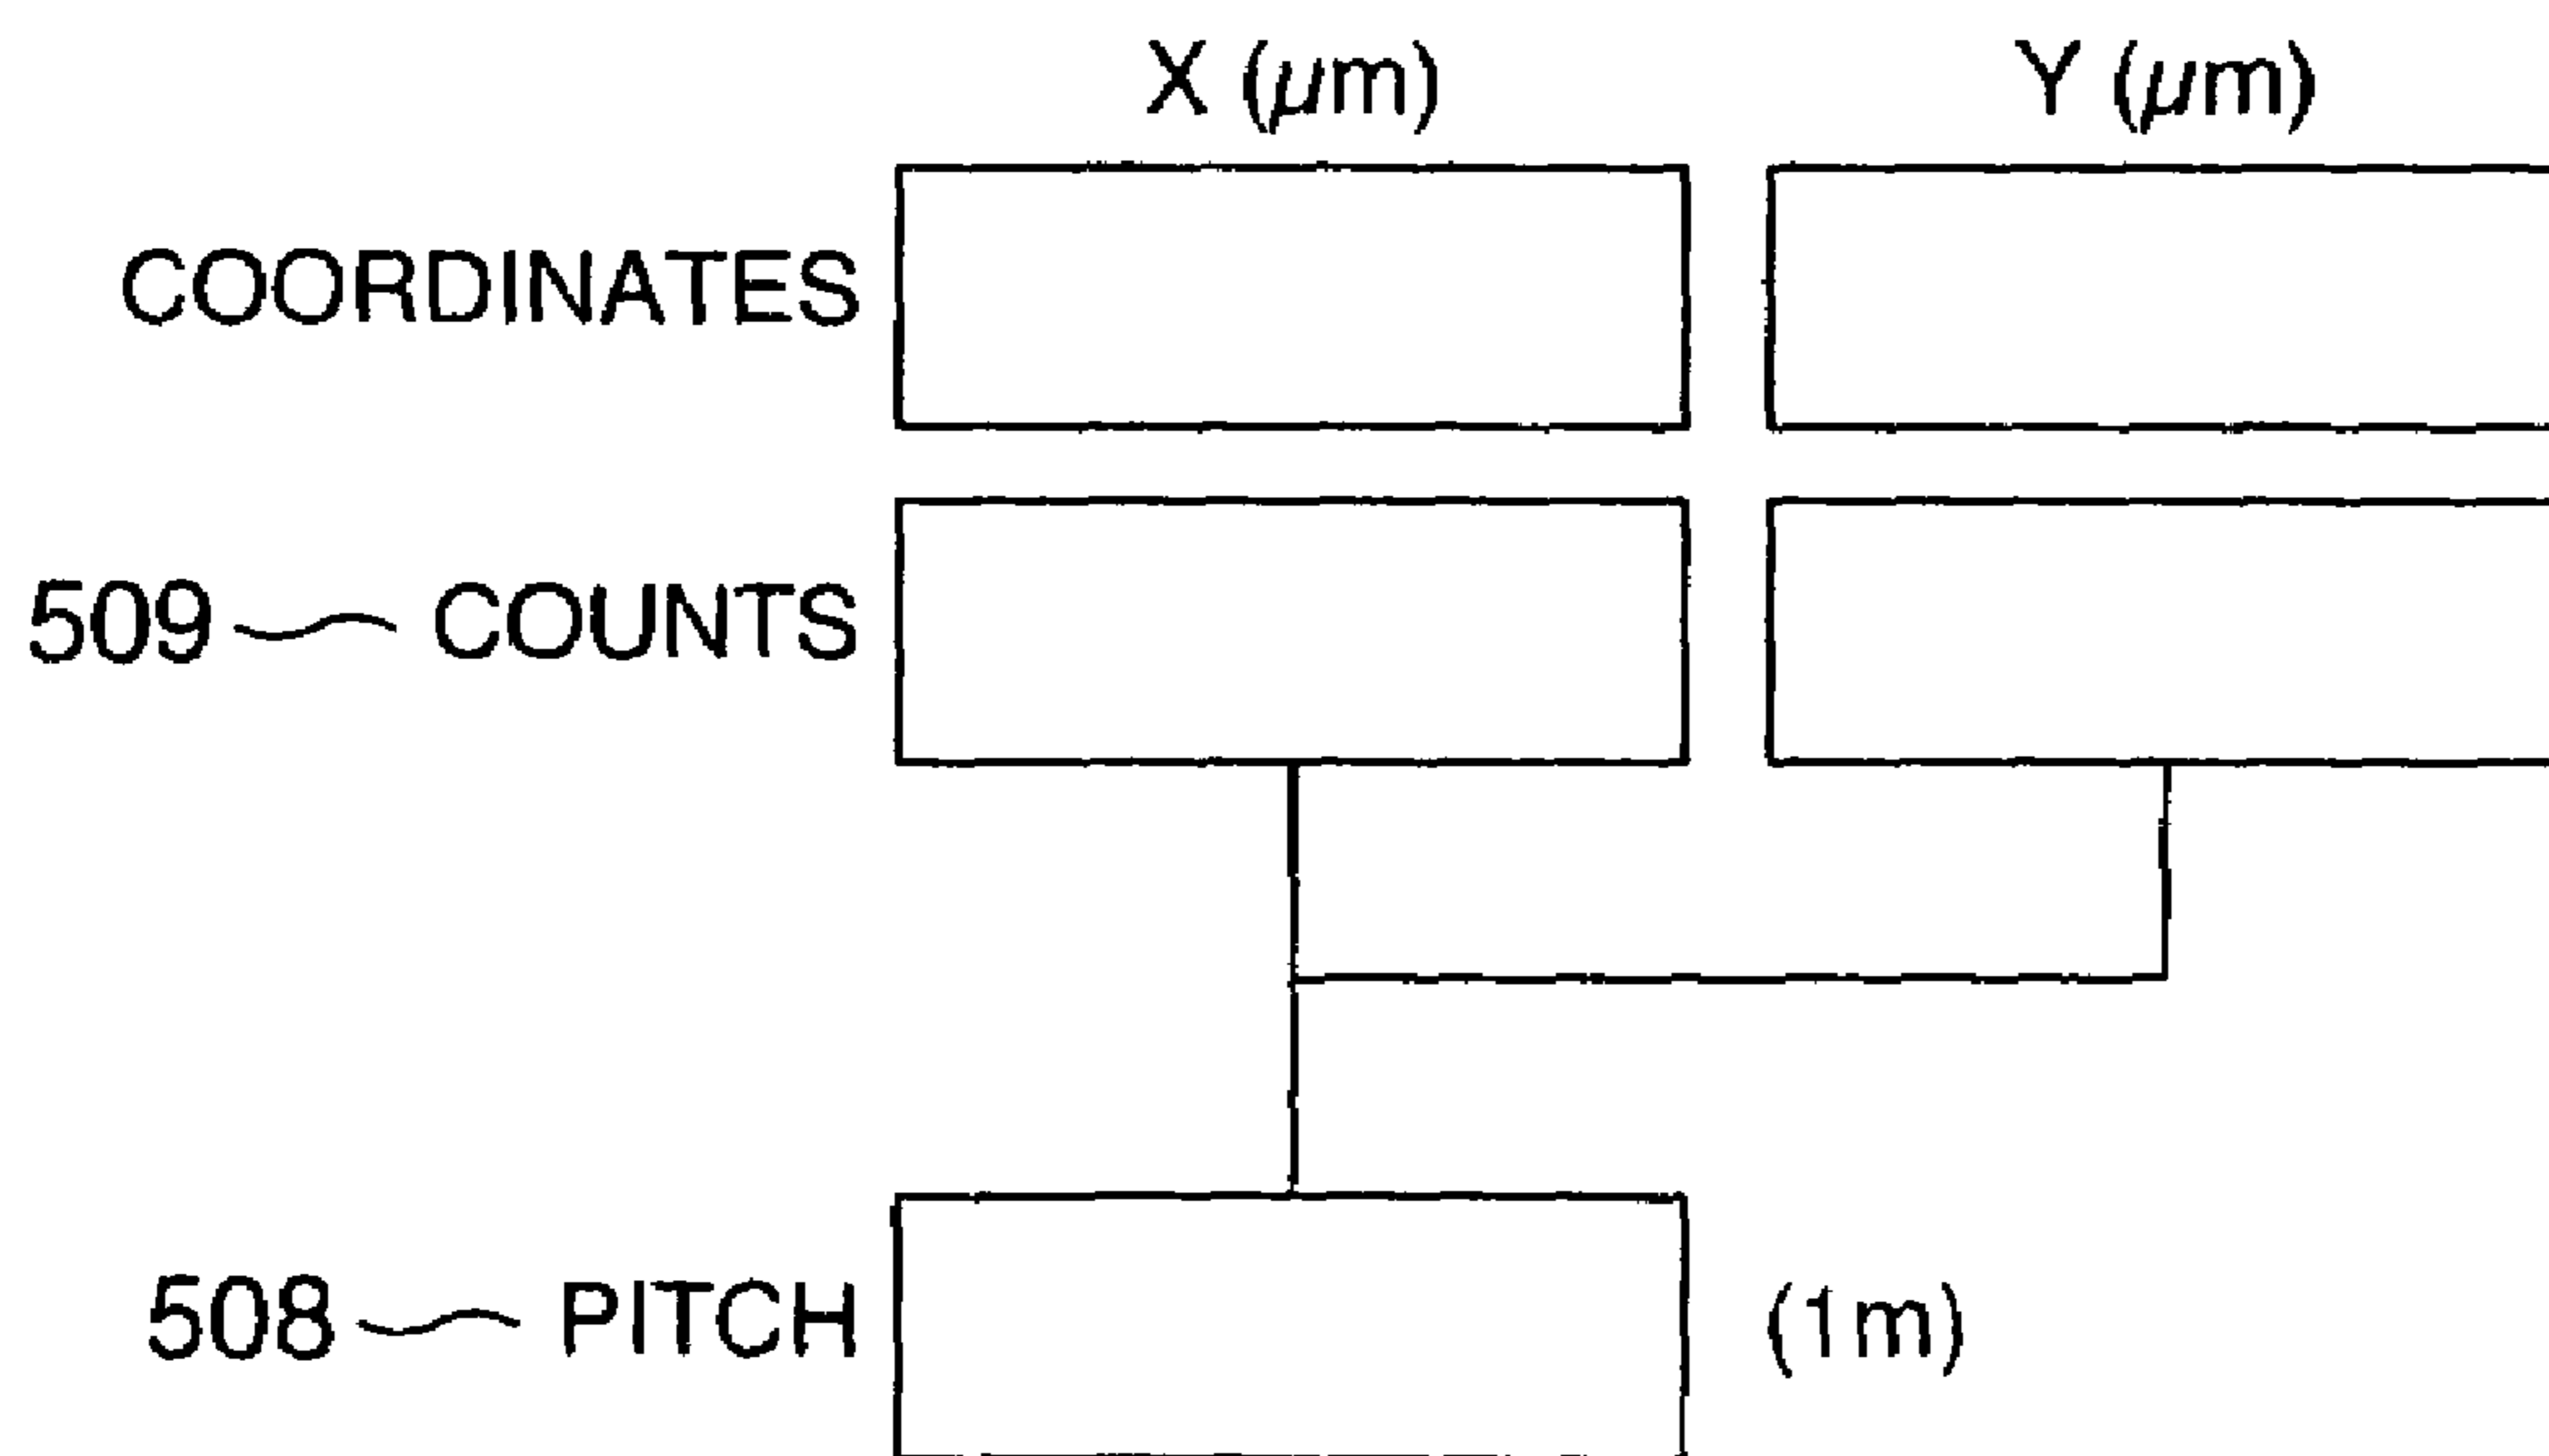 X (μm) Y (μm)
COORDINATES
509 COUNTS
508 PITCH (1m)